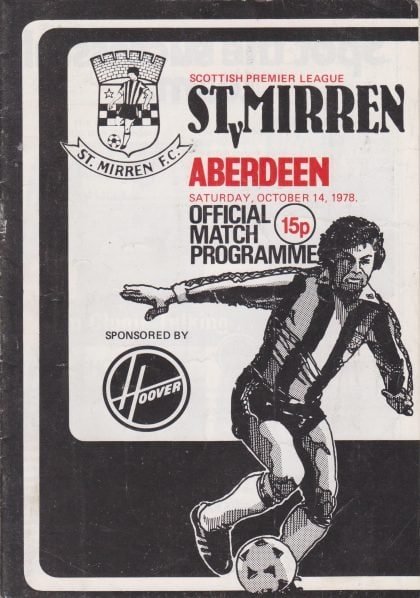 ST. MIRREN F.C.
SCOTTISH PREMIER LEAGUE
ST. MIRREN
v
ABERDEEN
SATURDAY, OCTOBER 14, 1978.
OFFICIAL
MATCH
PROGRAMME
15p
SPONSORED BY
HOOVER